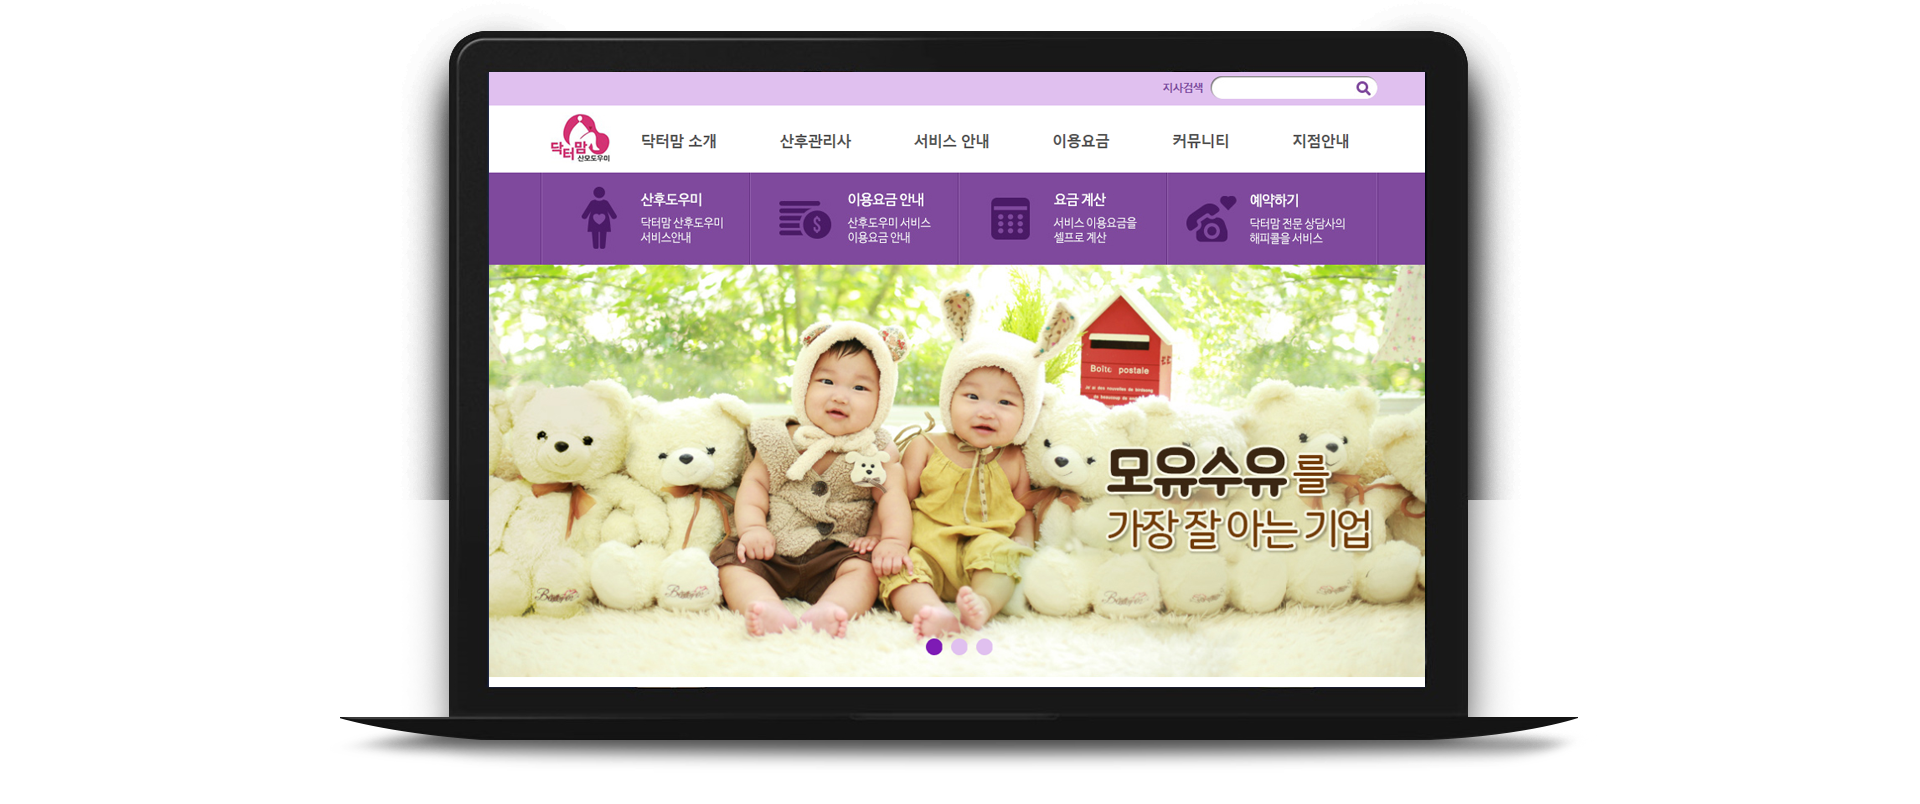 지사검색
닥터맘 산모도우미
닥터맘 소개
산후관리사
서비스 안내
이용요금
커뮤니티
지점안내
산후도우미
닥터맘 산후도우미
서비스안내
이용요금 안내
산후도우미 서비스
이용요금 안내
요금 계산
서비스 이용요금을
셀프로 계산
예약하기
닥터맘 전문 상담사의
해피콜을 서비스
Boite postale
모유수유를
가장 잘 아는 기업